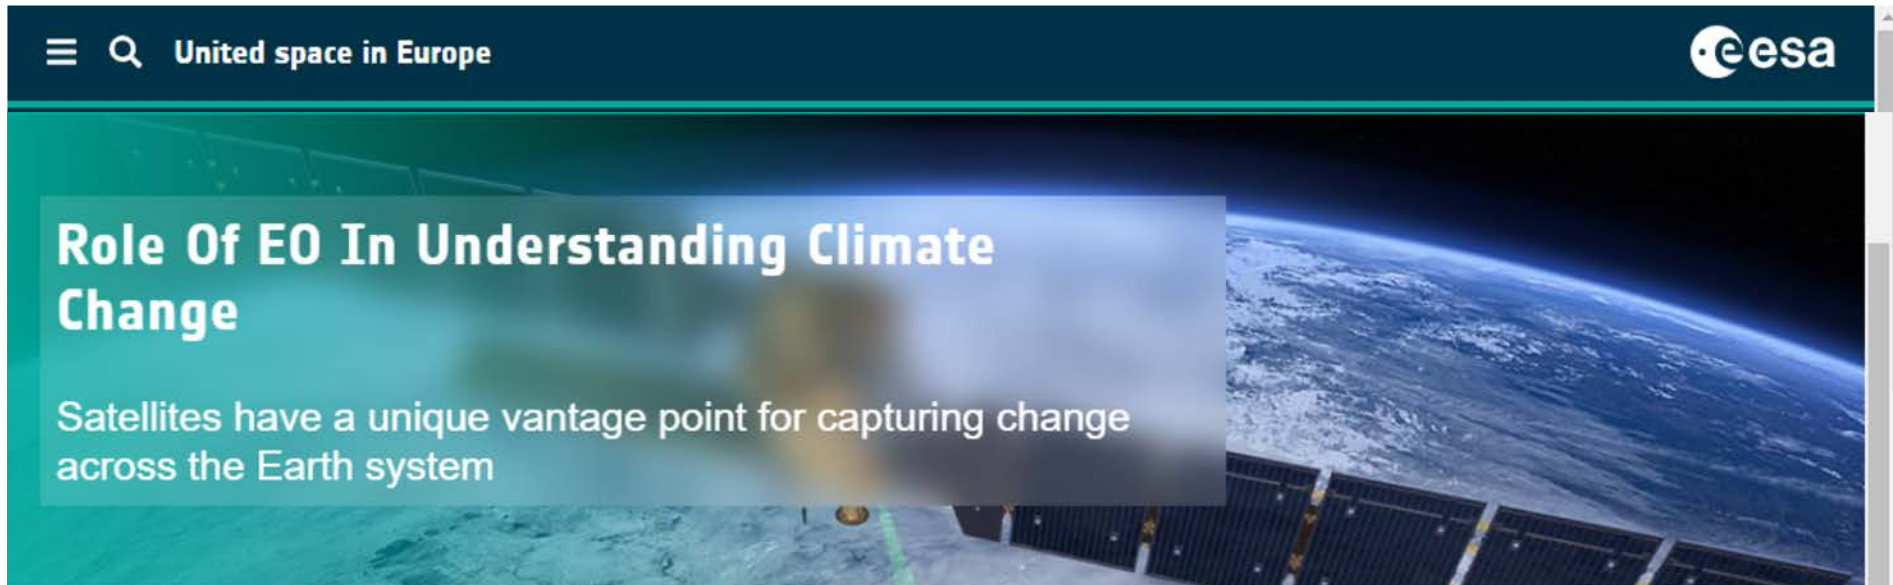 United space in Europe
esa
Role Of EO In Understanding Climate
Change
Satellites have a unique vantage point for capturing change
across the Earth system